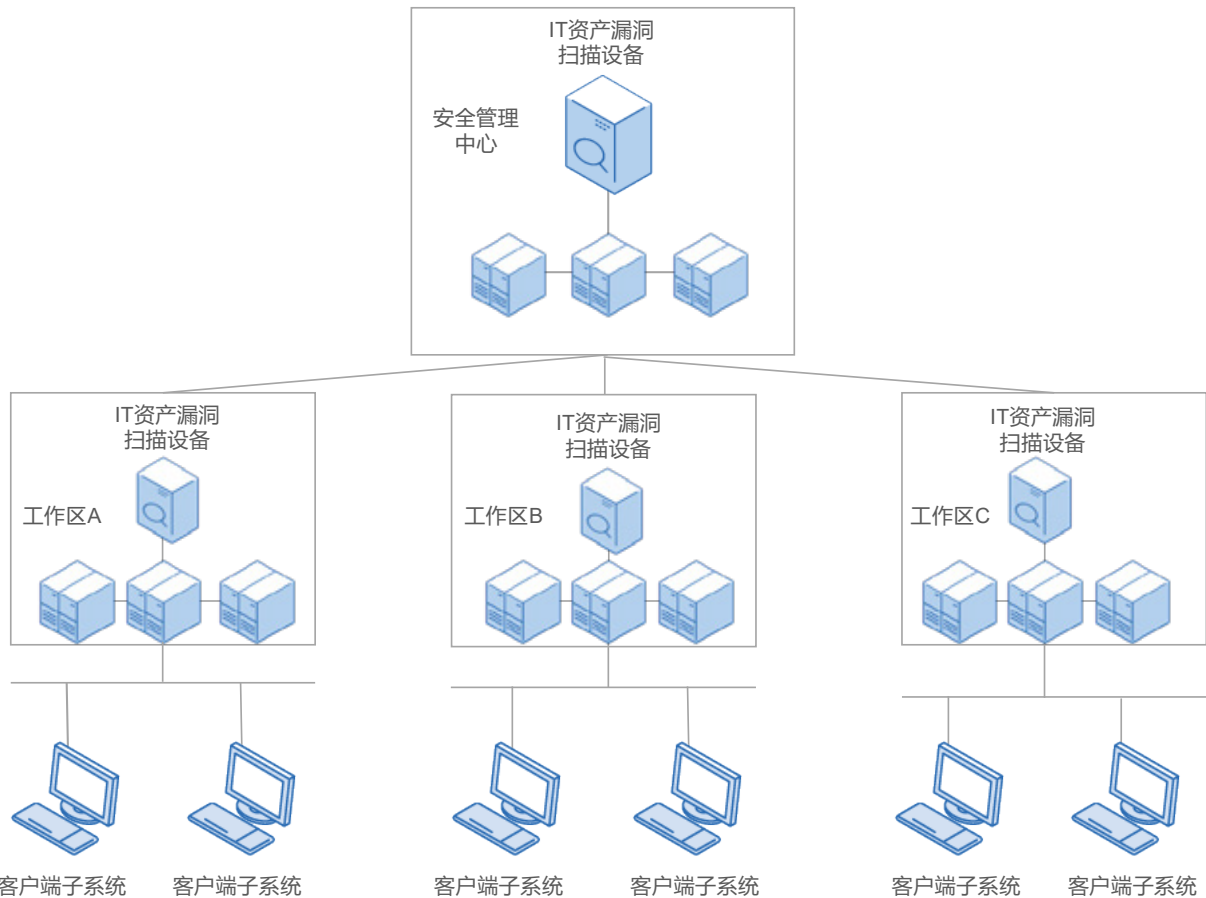 IT资产漏洞
扫描设备
安全管理
中心
IT资产漏洞
扫描设备
工作区A
IT资产漏洞
扫描设备
工作区B
IT资产漏洞
扫描设备
工作区C
客户端子系统
客户端子系统
客户端子系统
客户端子系统
客户端子系统
客户端子系统